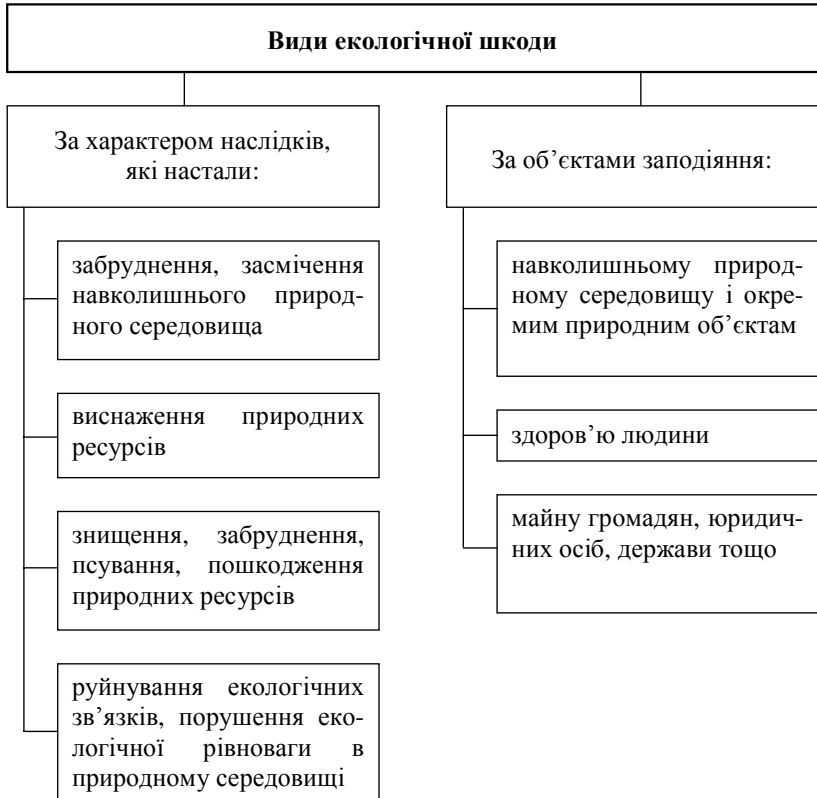 Види екологічної шкоди
За характером наслідків,
які настали:
забруднення, засмічення
навколишнього природ-
ного середовища
виснаження природних
ресурсів
знищення, забруднення,
псування, пошкодження
природних ресурсів
руйнування екологічних
зв’язків, порушення еко-
логічної рівноваги в
природному середовищі
За об’єктами заподіяння:
навколишньому природ-
ному середовищу і окре-
мим природним об’єктам
здоров’ю людини
майну громадян, юридич-
них осіб, держави тощо